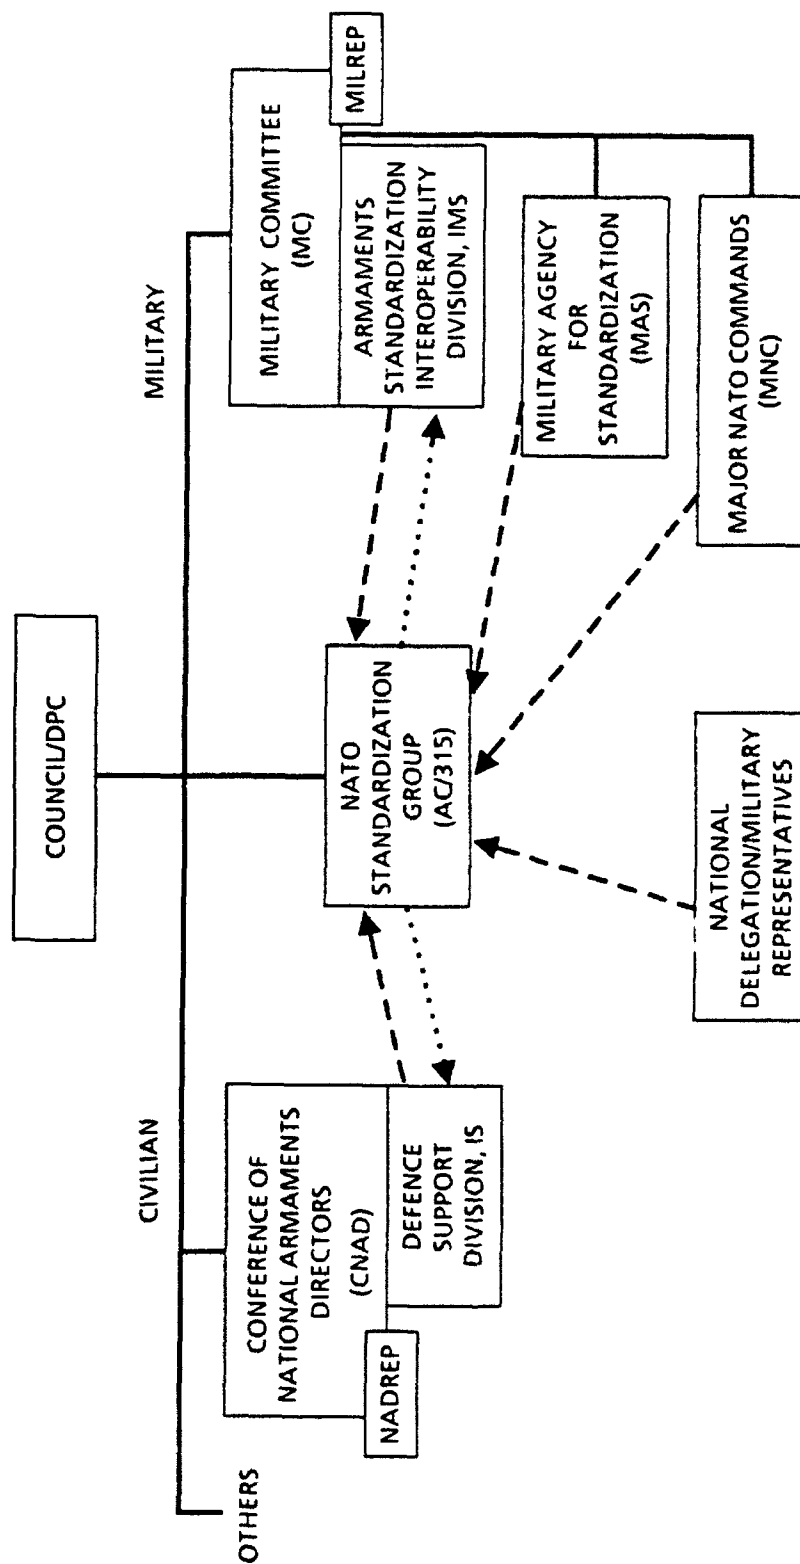 COUNCIL/DPC
CIVILIAN
MILITARY
OTHERS
CONFERENCE OF
NATIONAL ARMAMENTS
DIRECTORS
(CNAD)
NADREP
DEFENCE
SUPPORT
DIVISION, IS
NATO
STANDARDIZATION
GROUP
(AC/315)
MILITARY COMMITTEE
(MC)
MILREP
ARMAMENTS
STANDARDIZATION
INTEROPERABILITY
DIVISION, IMS
MILITARY AGENCY
FOR
STANDARDIZATION
(MAS)
NATIONAL
DELEGATION/MILITARY
REPRESENTATIVES
MAJOR NATO COMMANDS
(MNC)